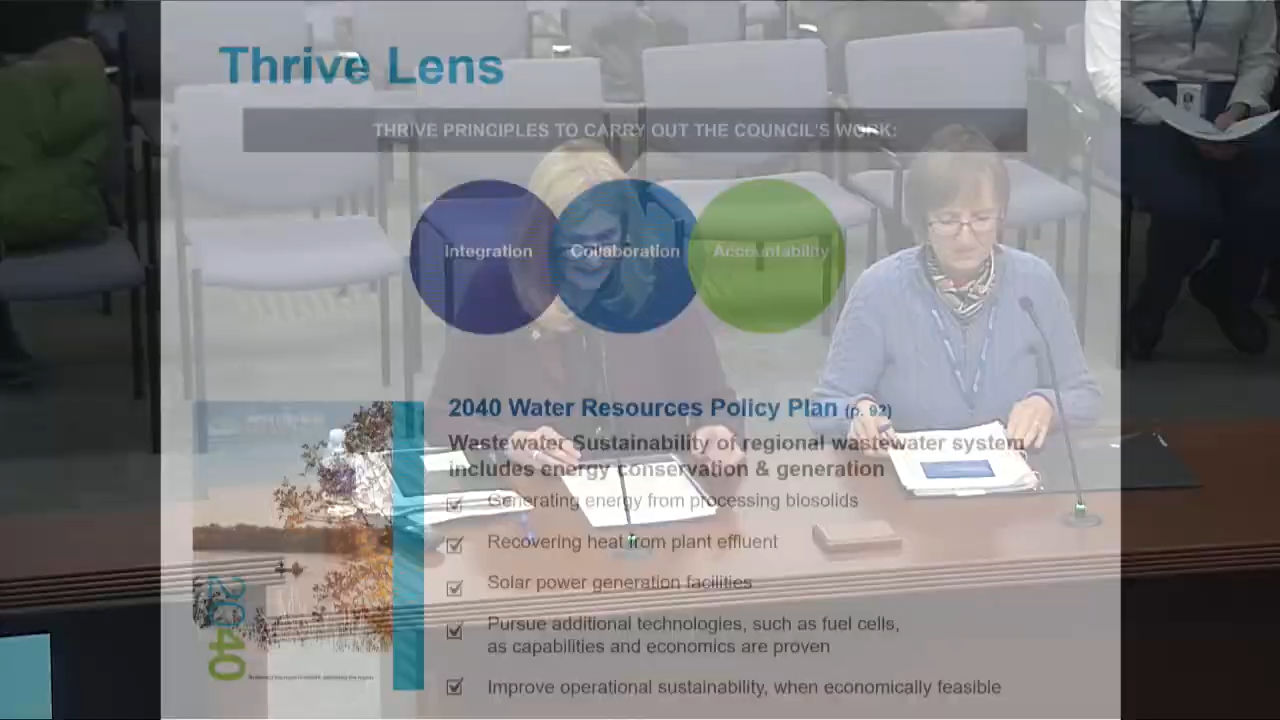 Thrive Lens
THRIVE PRINCIPLES TO CARRY OUT THE COUNCIL'S WORK:
Integration
Collaboration
Accountability
2040 Water Resources Policy Plan (p. 92)
Wastewater Sustainability of regional wastewater system
includes energy conservation & generation
Generating energy from processing biosolids
Recovering heat from plant effluent
Solar power generation facilities
Pursue additional technologies, such as fuel cells,
as capabilities and economics are proven
Improve operational sustainability, when economically feasible
2040